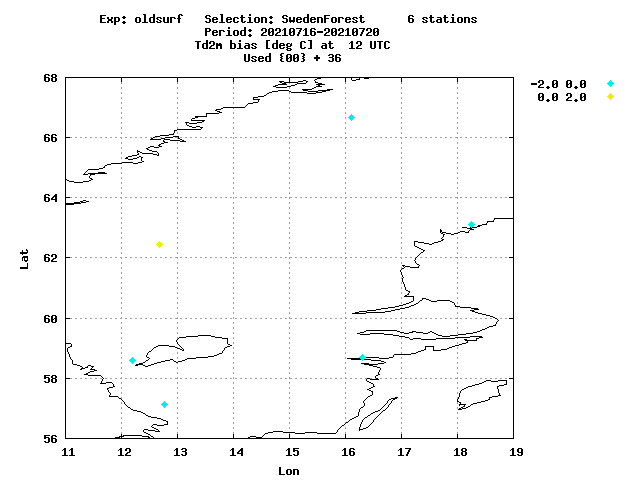 Exp: oldsurf Selection: SwedenForest 6 stations
Period: 20210716-20210720
Td2m bias [deg C] at 12 UTC
Used {00} + 36
-2.0 0.0
0.0 2.0
68
66
64
62
60
58
56
Lat
11 12 13 14 15 16 17 18 19
Lon